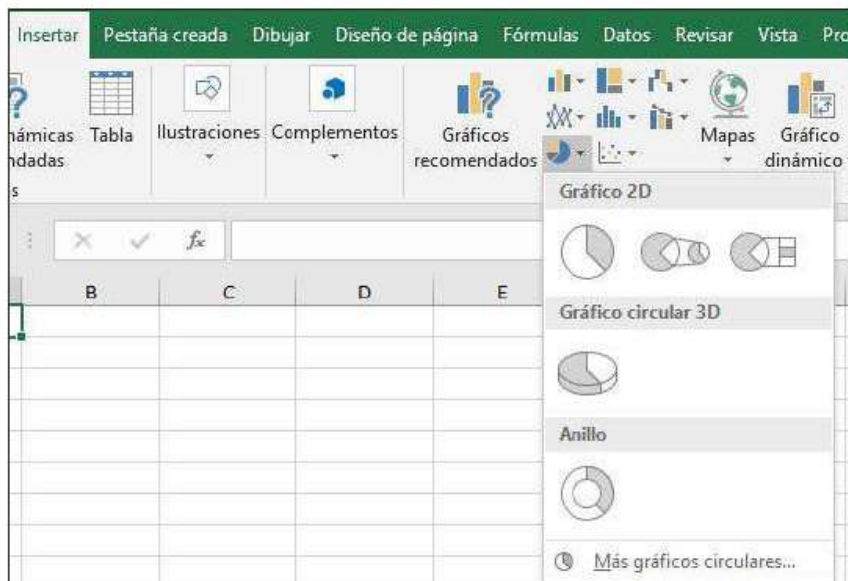 Insertar Pestaña creada Dibujar Diseño de página Fórmulas Datos Revisar Vista Pro
námicas Tabla Ilustraciones Complementos Gráficos Mapas Gráfico
ndadas recomendados dinámico
s
Gráfico 2D
fx
B C D E
Gráfico circular 3D
Anillo
Más gráficos circulares...